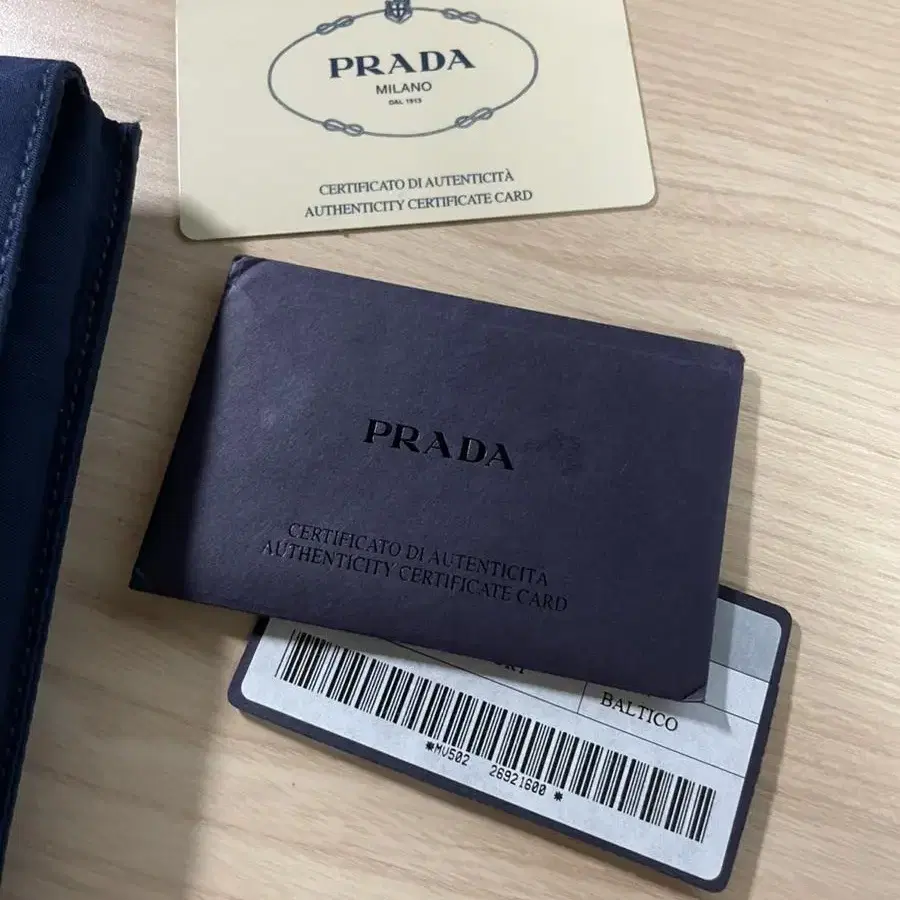 PRADA
MILANO
DAL 1913
CERTIFICATO DI AUTENTICITÀ
AUTHENTICITY CERTIFICATE CARD
PRADA
CERTIFICATO DI AUTENTICITÀ
AUTHENTICITY CERTIFICATE CARD
BALTICO
*MV502 26921600 *